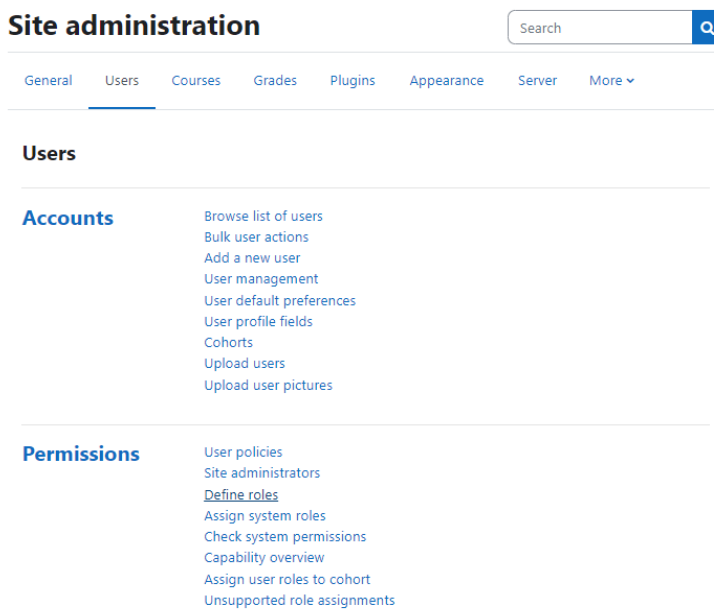 Site administration
Search
General Users Courses Grades Plugins Appearance Server More
Users
Accounts
Browse list of users
Bulk user actions
Add a new user
User management
User default preferences
User profile fields
Cohorts
Upload users
Upload user pictures
Permissions
User policies
Site administrators
Define roles
Assign system roles
Check system permissions
Capability overview
Assign user roles to cohort
Unsupported role assignments